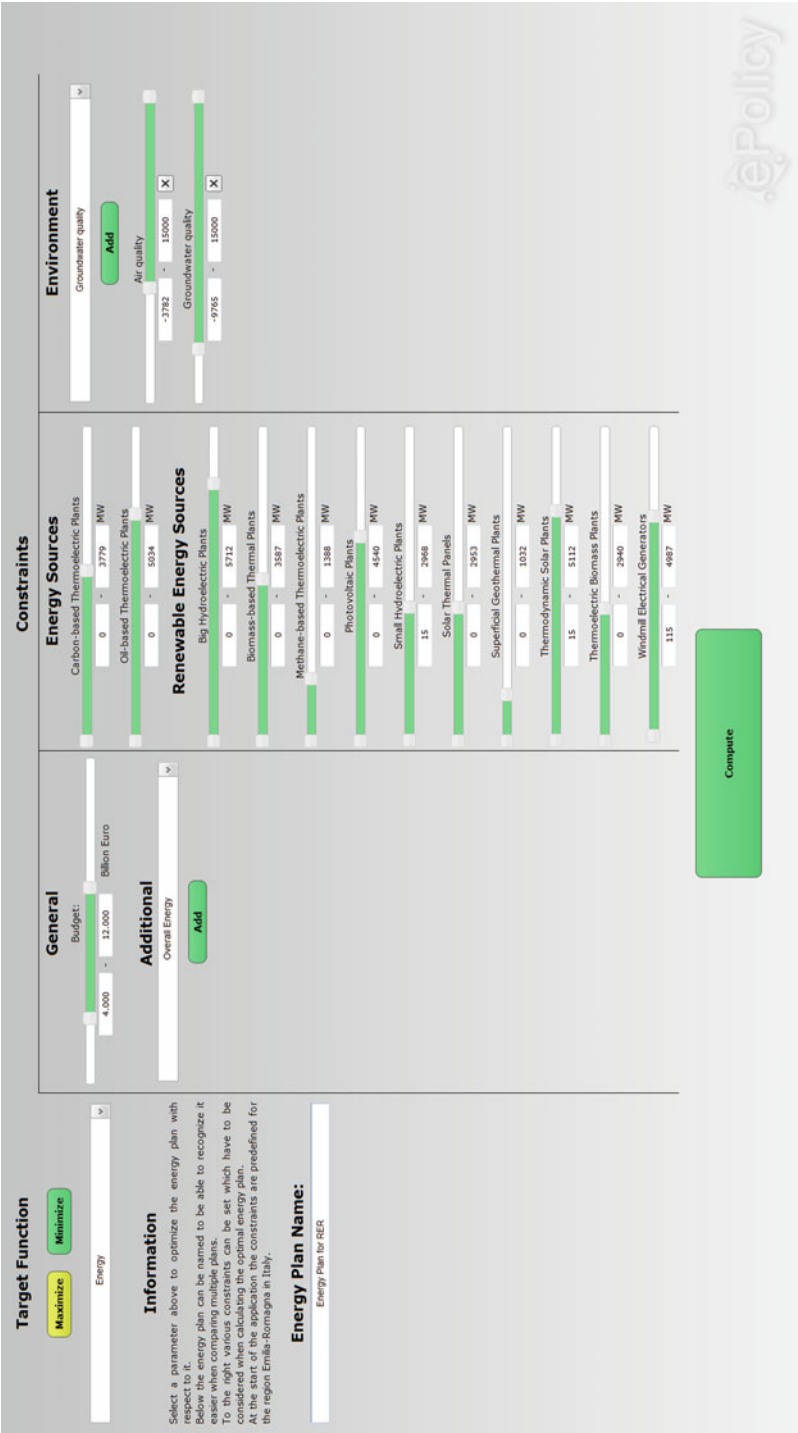 Target Function
Maximize
Minimize
Energy
Information
Select a parameter above to optimize the energy plan with
respect to it.
Below the energy plan can be named to be able to recognize it
easier when comparing multiple plans.
To the right various constraints can be set which have to be
considered when calculating the optimal energy plan.
At the start of the application the constraints are predefined for
the region Emilia-Romagna in Italy.
Energy Plan Name:
Energy Plan for RER
Constraints
General
Budget:
4.000 - 12.000 Billion Euro
Additional
Overall Energy
Add
Energy Sources
Carbon-based Thermoelectric Plants
0 - 3779 MW
Oil-based Thermoelectric Plants
0 - 5034 MW
Renewable Energy Sources
Big Hydroelectric Plants
0 - 5712 MW
Biomass-based Thermal Plants
0 - 3587 MW
Methane-based Thermoelectric Plants
0 - 1388 MW
Photovoltaic Plants
0 - 4540 MW
Small Hydroelectric Plants
15 - 2968 MW
Solar Thermal Panels
0 - 2953 MW
Superficial Geothermal Plants
0 - 1032 MW
Thermodynamic Solar Plants
15 - 5112 MW
Thermoelectric Biomass Plants
0 - 2940 MW
Windmill Electrical Generators
115 - 4987 MW
Environment
Groundwater quality
Add
Air quality
-3782 - 15000 X
Groundwater quality
-9765 - 15000 X
Compute
ePolicy